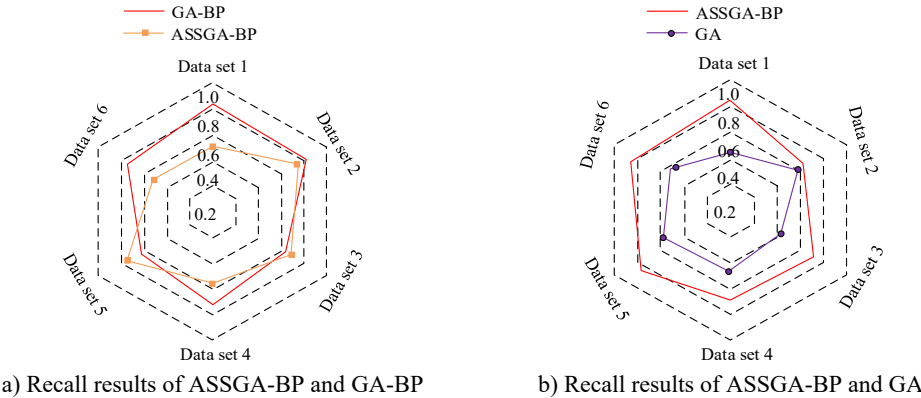 GA-BP
ASSGA-BP
Data set 1
Data set 2
Data set 3
Data set 4
Data set 5
Data set 6
1.0
0.8
0.6
0.4
0.2
a) Recall results of ASSGA-BP and GA-BP
ASSGA-BP
GA
Data set 1
Data set 2
Data set 3
Data set 4
Data set 5
Data set 6
1.0
0.8
0.6
0.4
0.2
b) Recall results of ASSGA-BP and GA